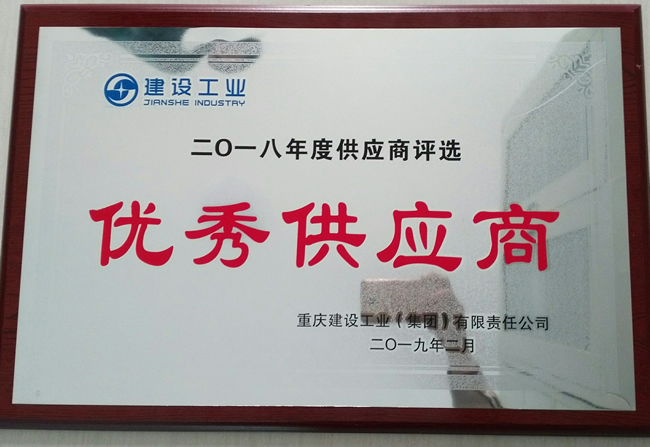 建设工业
JIANSHE INDUSTRY
二〇一八年度供应商评选
优秀供应商
重庆建设工业（集团）有限责任公司
二〇一九年二月